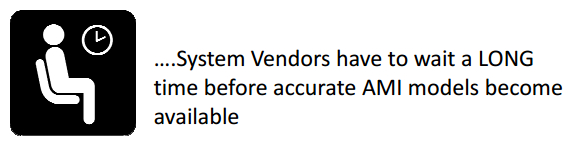 ....System Vendors have to wait a LONG
time before accurate AMI models become
available